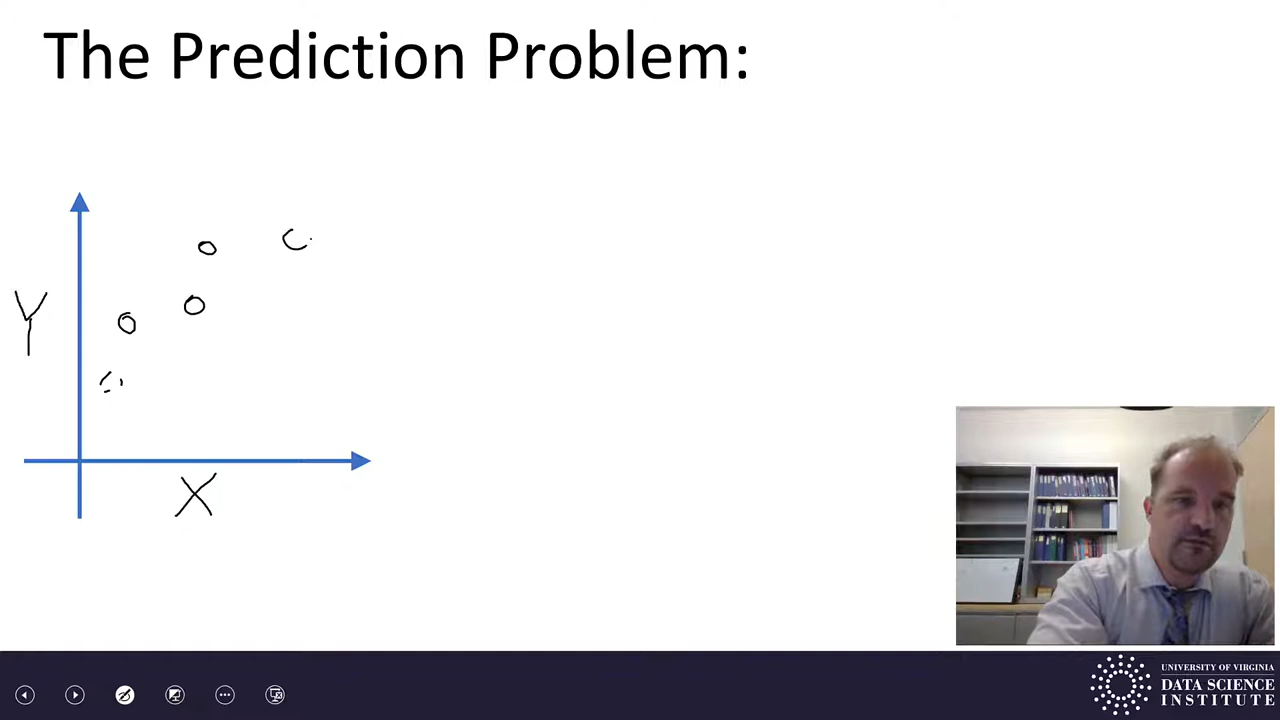 The Prediction Problem:
Y
X
UNIVERSITY OF VIRGINIA
DATA SCIENCE
INSTITUTE